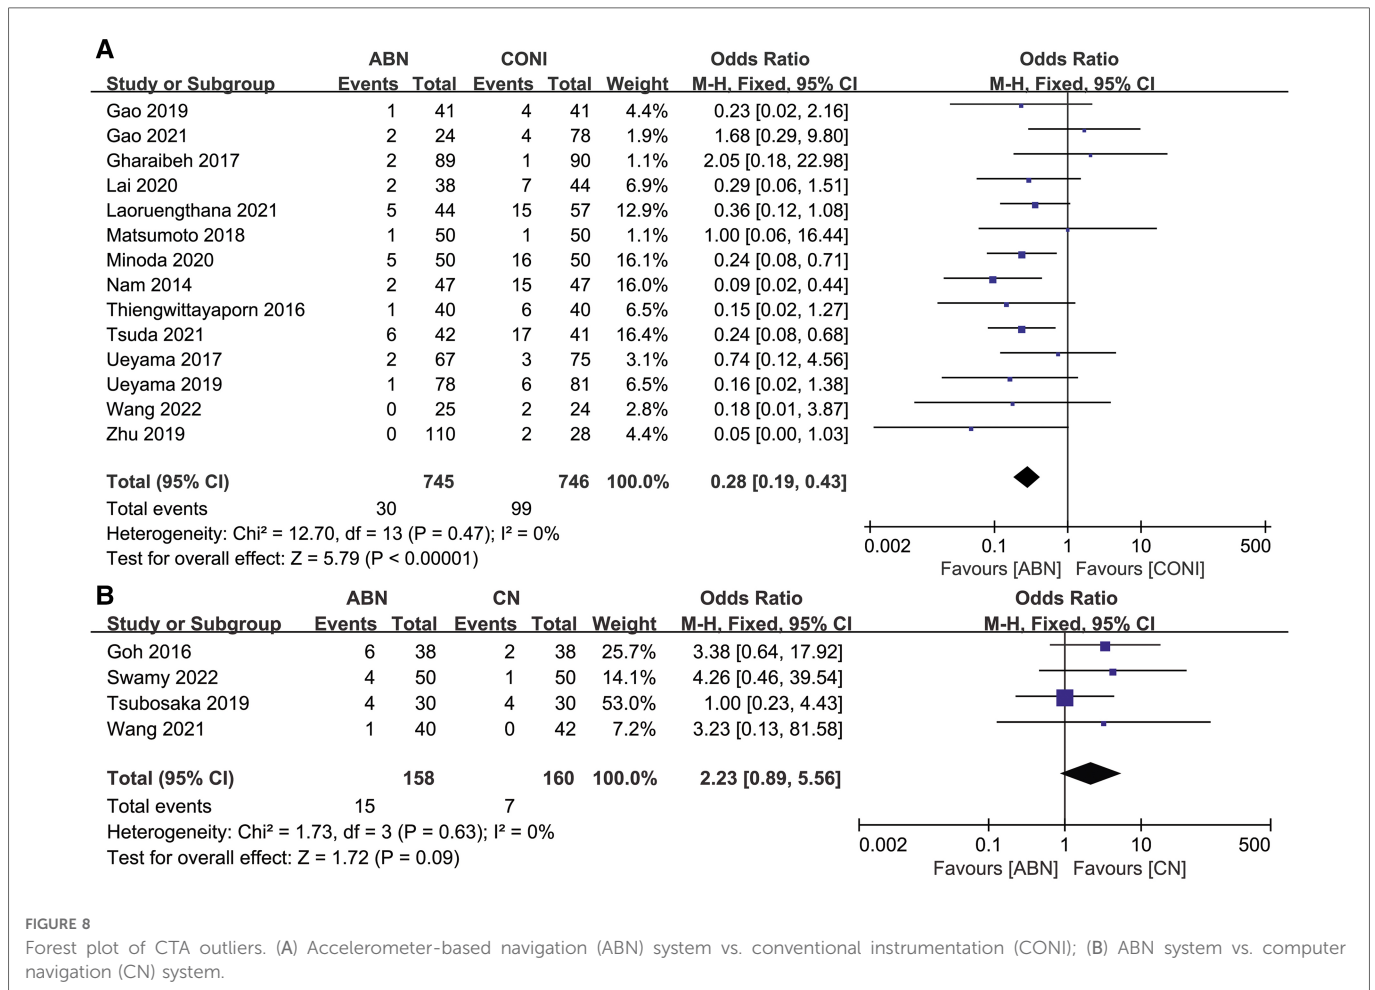 A
ABN CONI Odds Ratio Odds Ratio
Study or Subgroup Events Total Events Total Weight M-H, Fixed, 95% CI M-H, Fixed, 95% CI
Gao 2019 1 41 4 41 4.4% 0.23 [0.02, 2.16]
Gao 2021 2 24 4 78 1.9% 1.68 [0.29, 9.80]
Gharaibeh 2017 2 89 1 90 1.1% 2.05 [0.18, 22.98]
Lai 2020 2 38 7 44 6.9% 0.29 [0.06, 1.51]
Laoruengthana 2021 5 44 15 57 12.9% 0.36 [0.12, 1.08]
Matsumoto 2018 1 50 1 50 1.1% 1.00 [0.06, 16.44]
Minoda 2020 5 50 16 50 16.1% 0.24 [0.08, 0.71]
Nam 2014 2 47 15 47 16.0% 0.09 [0.02, 0.44]
Thiengwittayaporn 2016 1 40 6 40 6.5% 0.15 [0.02, 1.27]
Tsuda 2021 6 42 17 41 16.4% 0.24 [0.08, 0.68]
Ueyama 2017 2 67 3 75 3.1% 0.74 [0.12, 4.56]
Ueyama 2019 1 78 6 81 6.5% 0.16 [0.02, 1.38]
Wang 2022 0 25 2 24 2.8% 0.18 [0.01, 3.87]
Zhu 2019 0 110 2 28 4.4% 0.05 [0.00, 1.03]
Total (95% CI) 745 746 100.0% 0.28 [0.19, 0.43]
Total events 30 99
Heterogeneity: Chi² = 12.70, df = 13 (P = 0.47); I² = 0%
Test for overall effect: Z = 5.79 (P < 0.00001)
0.002 0.1 1 10 500
Favours [ABN] Favours [CONI]
B
ABN CN Odds Ratio Odds Ratio
Study or Subgroup Events Total Events Total Weight M-H, Fixed, 95% CI M-H, Fixed, 95% CI
Goh 2016 6 38 2 38 25.7% 3.38 [0.64, 17.92]
Swamy 2022 4 50 1 50 14.1% 4.26 [0.46, 39.54]
Tsubosaka 2019 4 30 4 30 53.0% 1.00 [0.23, 4.43]
Wang 2021 1 40 0 42 7.2% 3.23 [0.13, 81.58]
Total (95% CI) 158 160 100.0% 2.23 [0.89, 5.56]
Total events 15 7
Heterogeneity: Chi² = 1.73, df = 3 (P = 0.63); I² = 0%
Test for overall effect: Z = 1.72 (P = 0.09)
0.002 0.1 1 10 500
Favours [ABN] Favours [CN]
FIGURE 8
Forest plot of CTA outliers. (A) Accelerometer-based navigation (ABN) system vs. conventional instrumentation (CONI); (B) ABN system vs. computer
navigation (CN) system.